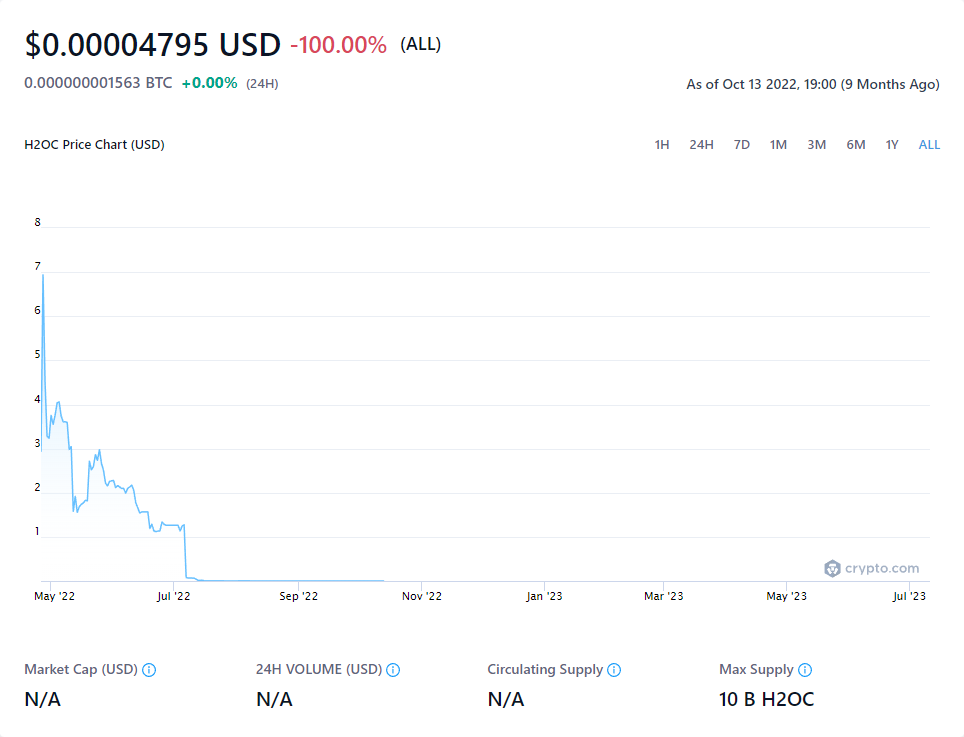 $0.00004795 USD -100.00% (ALL)
0.000000001563 BTC +0.00% (24H)
As of Oct 13 2022, 19:00 (9 Months Ago)
H2OC Price Chart (USD)
1H 24H 7D 1M 3M 6M 1Y ALL
8
7
6
5
4
3
2
1
crypto.com
May '22 Jul '22 Sep '22 Nov '22 Jan '23 Mar '23 May '23 Jul '23
Market Cap (USD) 24H VOLUME (USD) Circulating Supply Max Supply
N/A N/A N/A 10 B H2OC